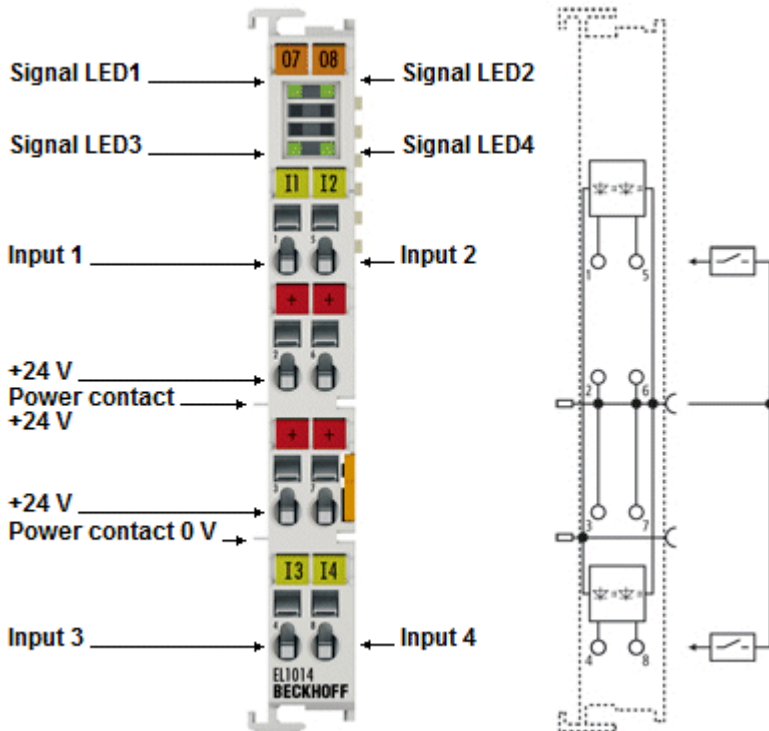 07 08
Signal LED1
Signal LED2
Signal LED3
Signal LED4
I1 I2
1 5
Input 1
Input 2
+ +
2 6
+24 V
Power contact
+24 V
+ +
3 7
+24 V
Power contact 0 V
I3 I4
4 8
Input 3
Input 4
EL1014
BECKHOFF
1 5
2 6
3 7
4 8